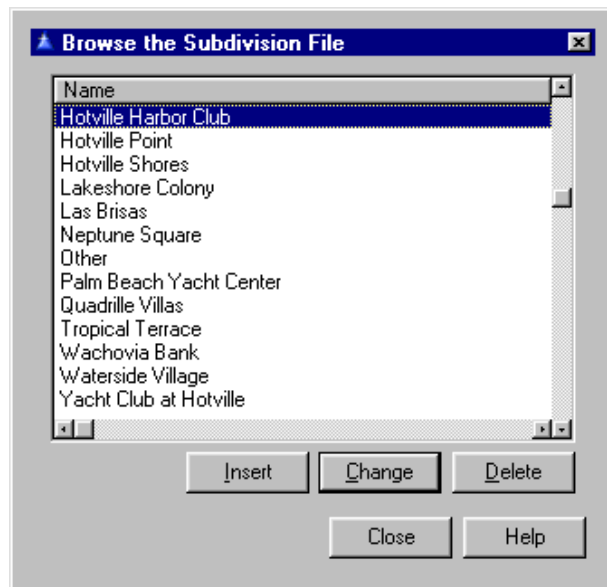 Browse the Subdivision File
Name
Hotville Harbor Club
Hotville Point
Hotville Shores
Lakeshore Colony
Las Brisas
Neptune Square
Other
Palm Beach Yacht Center
Quadrille Villas
Tropical Terrace
Wachovia Bank
Waterside Village
Yacht Club at Hotville
Insert Change Delete
Close Help